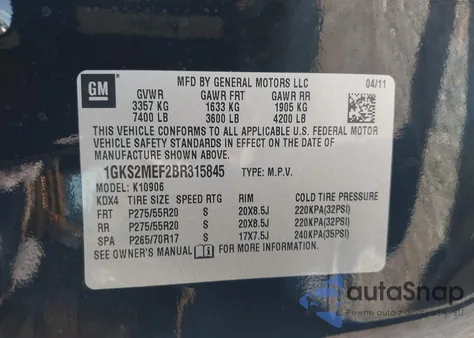 GM
MFD BY GENERAL MOTORS LLC
04/11
GVWR GAWR FRT GAWR RR
3357 KG 1633 KG 1905 KG
7400 LB 3600 LB 4200 LB
THIS VEHICLE CONFORMS TO ALL APPLICABLE U.S. FEDERAL MOTOR
VEHICLE SAFETY STANDARDS IN EFFECT ON THE DATE
OF MANUFACTURE SHOWN ABOVE.
1GKS2MEF2BR315845 TYPE: M.P.V.
MODEL: K10906
KDX4 TIRE SIZE SPEED RTG RIM COLD TIRE PRESSURE
FRT P275/55R20 S 20X8.5J 220KPA(32PSI)
RR P275/55R20 S 20X8.5J 220KPA(32PSI)
SPA P265/70R17 S 17X7.5J 240KPA(35PSI)
SEE OWNER'S MANUAL FOR MORE INFORMATION.
autoSnap
by AutoAuctions